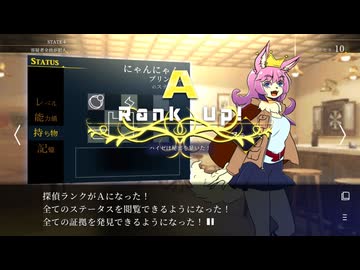 STATE 4
10
STATUS
にゃんにゃん
プリン
A
Rank Up!
レベル
能力値
持ち物
記憶
探偵ランクがAになった!
全てのステータスを閲覧できるようになった!
全ての証拠を発見できるようになった!